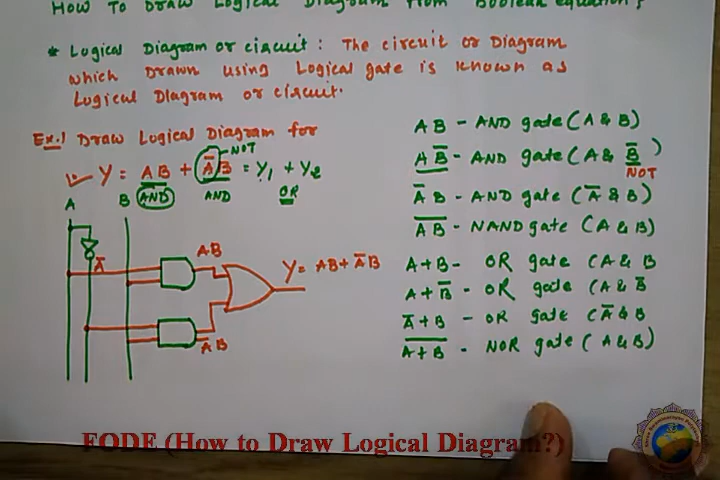 How To Draw Logical Diagram from Boolean equation?
* Logical Diagram or circuit: The circuit or Diagram
which Drawn using Logical gate is known as
Logical Diagram or circuit.
Ex.1 Draw Logical Diagram for
NOT
Y = AB + A̅B = Y₁ + Y₂
AND AND OR
A B
A̅
AB
Y = AB + A̅B
A̅B
AB - AND gate (A & B)
AB̅ - AND gate (A & B̅)
NOT
A̅B - AND gate (A̅ & B)
A̅B̅ - NAND gate (A & B)
A+B - OR gate (A & B
A+B̅ - OR gate (A & B̅
A̅+B - OR gate (A̅ & B
A̅+̅B̅ - NOR gate (A & B)
FODE (How to Draw Logical Diagram?)